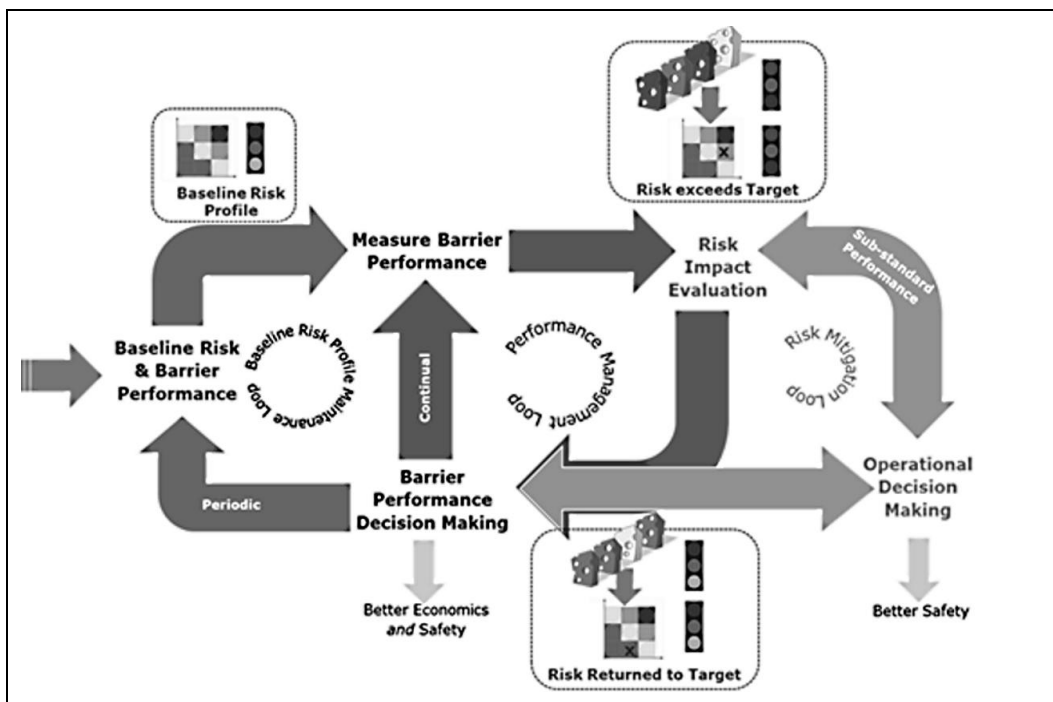 Baseline Risk
Profile
Risk exceeds Target
Measure Barrier
Performance
Risk
Impact
Evaluation
Sub-standard
Performance
Baseline Risk
& Barrier
Performance
Baseline Risk Profile Maintenance Loop
Continual
Performance Management Loop
Risk Mitigation Loop
Periodic
Barrier
Performance
Decision Making
Operational
Decision
Making
X
X
Better Economics
and Safety
Risk Returned to Target
Better Safety